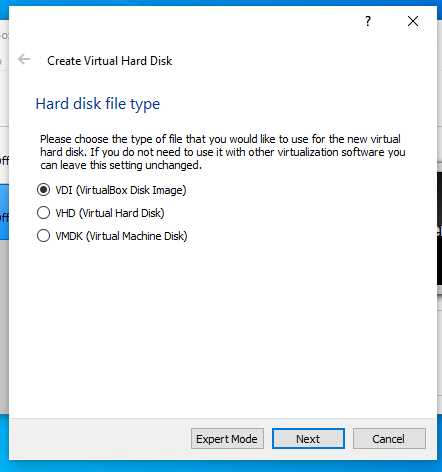 ?
Create Virtual Hard Disk
Hard disk file type
Please choose the type of file that you would like to use for the new virtual
hard disk. If you do not need to use it with other virtualization software you
can leave this setting unchanged.
VDI (VirtualBox Disk Image)
VHD (Virtual Hard Disk)
VMDK (Virtual Machine Disk)
Expert Mode
Next
Cancel